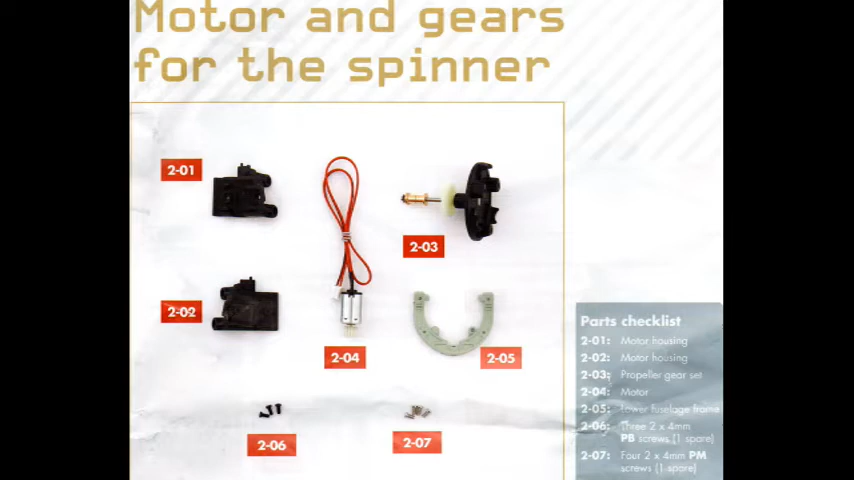 Motor and gears
for the spinner
2-01
2-03
2-02
2-04
2-05
2-06
2-07
Parts checklist
2-01: Motor housing
2-02: Motor housing
2-03: Propeller gear set
2-04: Motor
2-05: Lower fuselage frame
2-06: Three 2 x 4mm
PB screws (1 spare)
2-07: Four 2 x 4mm PM
screws (1 spare)